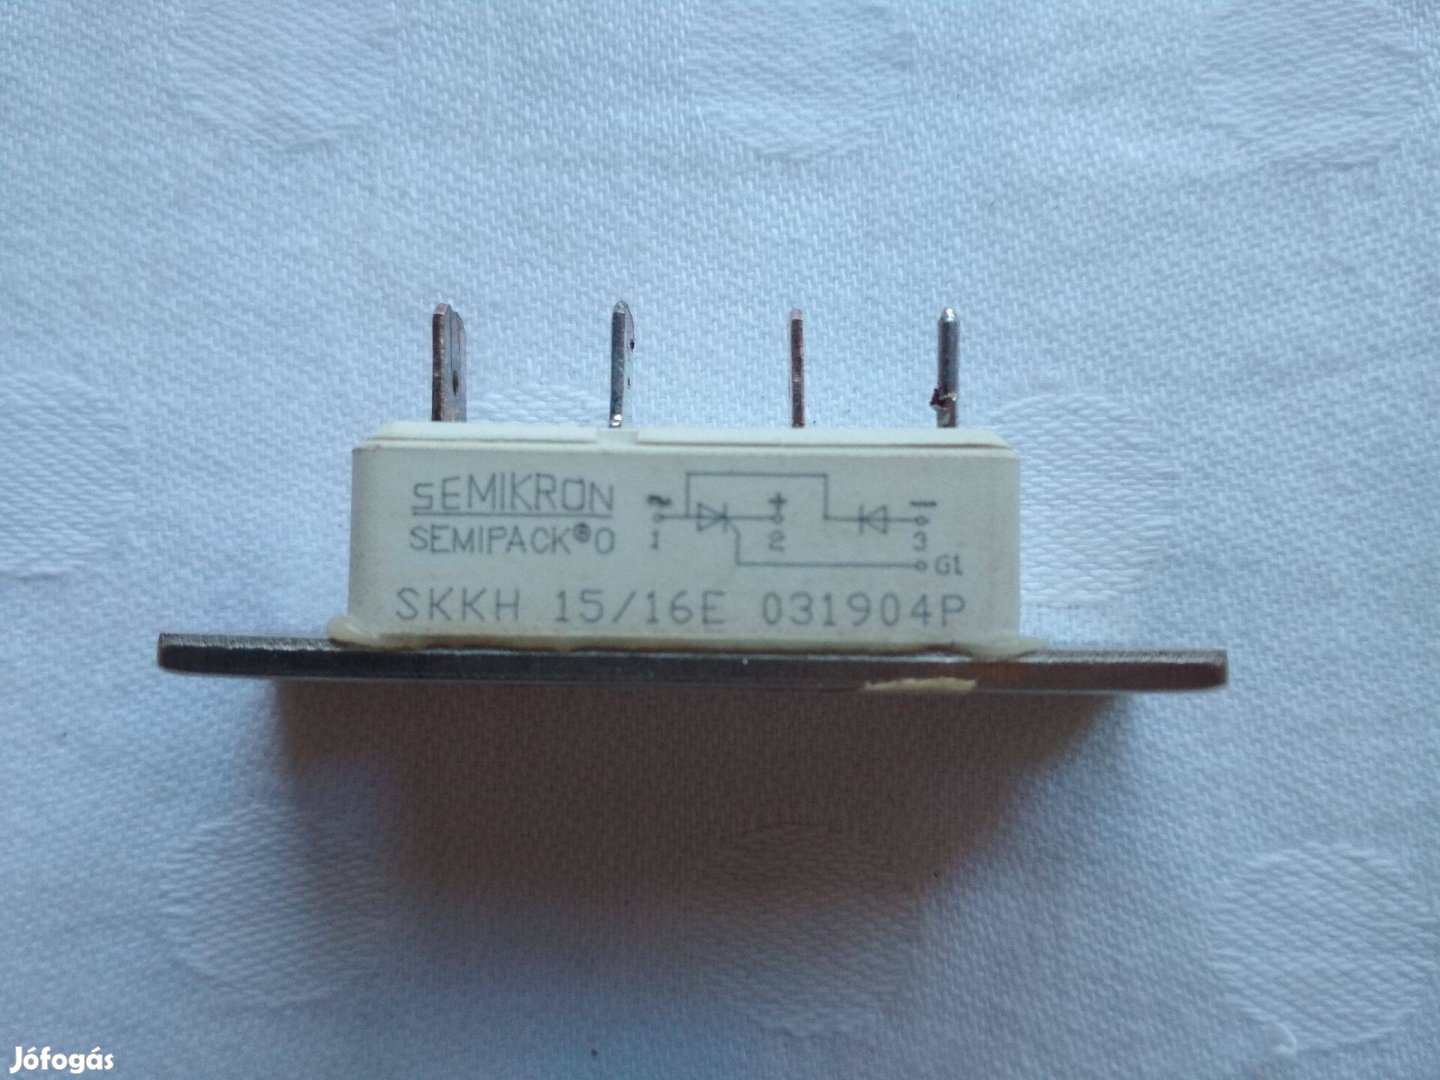 SEMIKRON
SEMIPACK®0
~ + −
1 2 3
G1
SKKH 15/16E 031904P
Jófogás